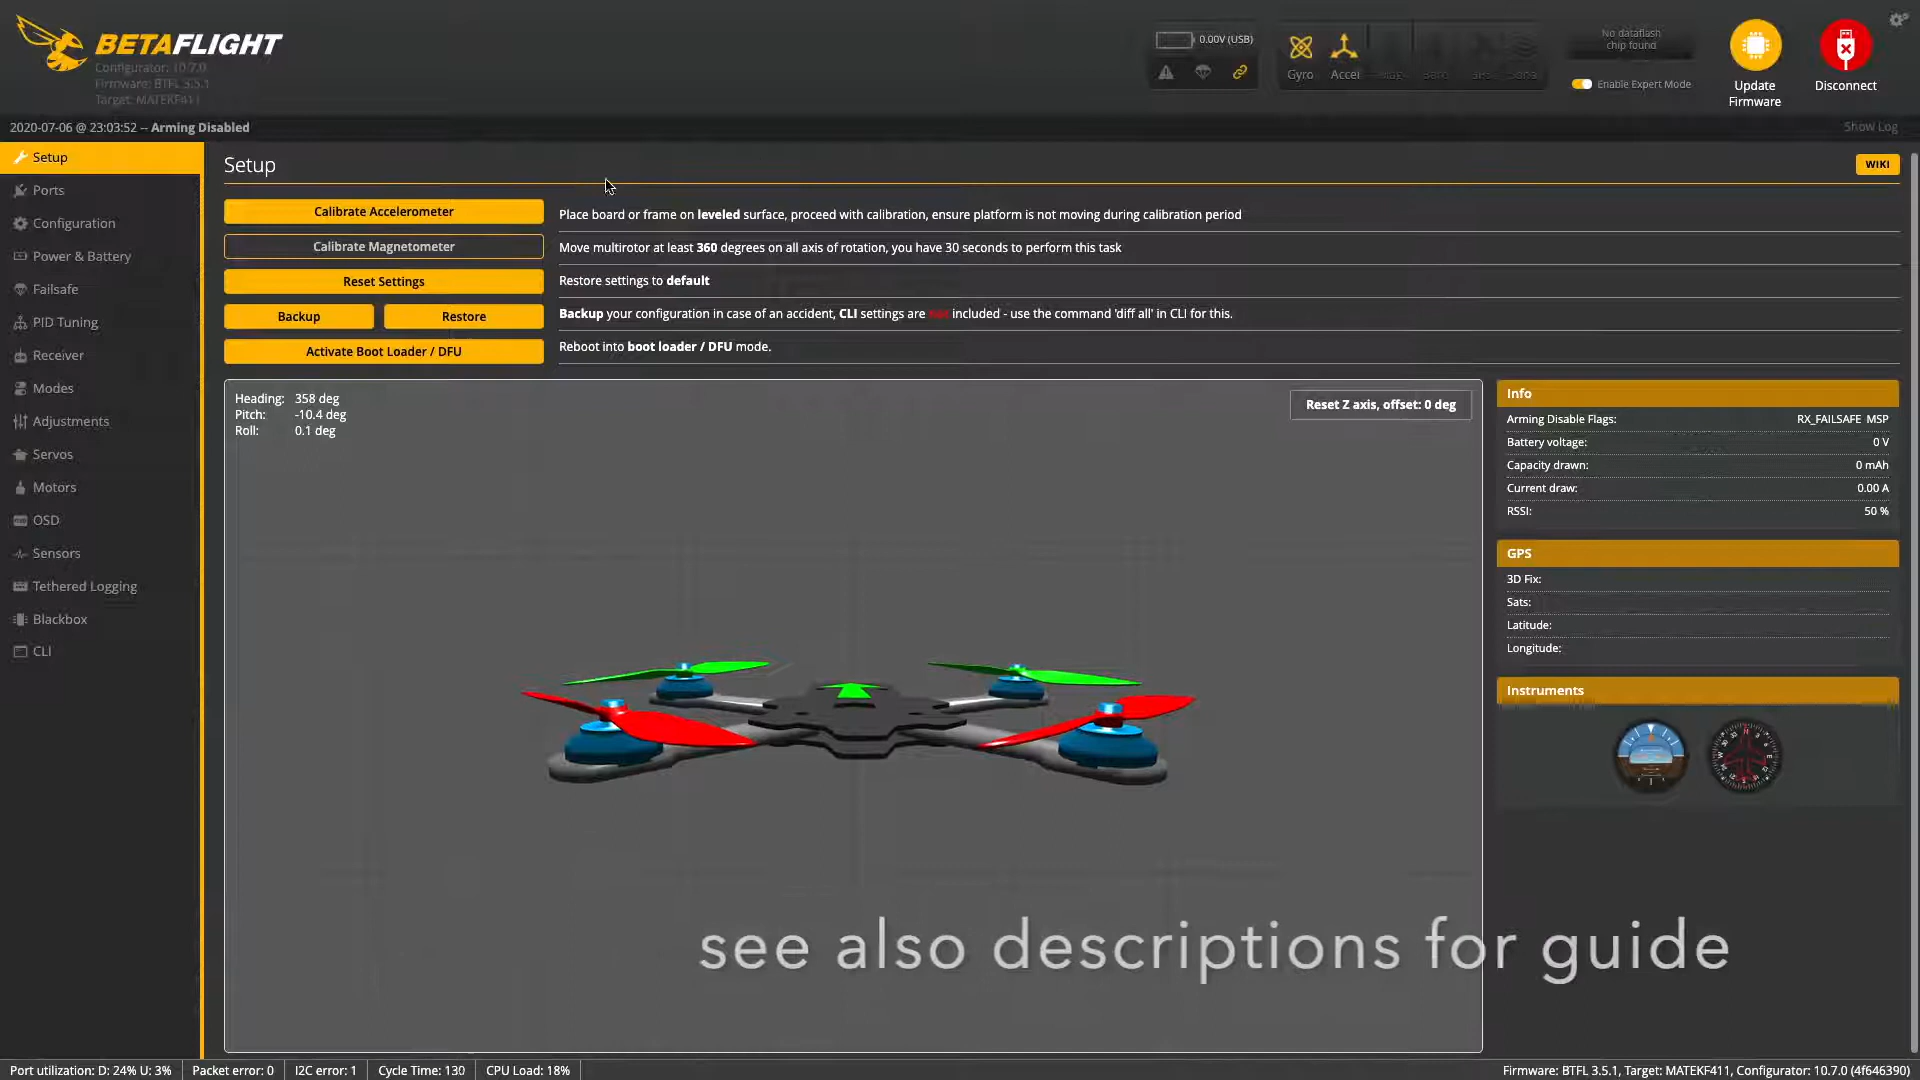 BETAFLIGHT
Configurator: 10.7.0
Firmware: BTFL 3.5.1
Target: MATEKF411
0.00V (USB)
Gyro
Accel
No dataflash
chip found
Enable Expert Mode
Update
Firmware
Disconnect
2020-07-06 @ 23:03:52 -- Arming Disabled
Show Log
Setup
Ports
Configuration
Power & Battery
Failsafe
PID Tuning
Receiver
Modes
Adjustments
Servos
Motors
OSD
Sensors
Tethered Logging
Blackbox
CLI
Setup
WIKI
Calibrate Accelerometer
Place board or frame on leveled surface, proceed with calibration, ensure platform is not moving during calibration period
Calibrate Magnetometer
Move multirotor at least 360 degrees on all axis of rotation, you have 30 seconds to perform this task
Reset Settings
Restore settings to default
Backup
Restore
Backup your configuration in case of an accident, CLI settings are not included - use the command 'diff all' in CLI for this.
Activate Boot Loader / DFU
Reboot into boot loader / DFU mode.
Heading: 358 deg
Pitch: -10.4 deg
Roll: 0.1 deg
Reset Z axis, offset: 0 deg
Info
Arming Disable Flags: RX_FAILSAFE MSP
Battery voltage: 0 V
Capacity drawn: 0 mAh
Current draw: 0.00 A
RSSI: 50 %
GPS
3D Fix:
Sats:
Latitude:
Longitude:
Instruments
see also descriptions for guide
Port utilization: D: 24% U: 3%
Packet error: 0
I2C error: 1
Cycle Time: 130
CPU Load: 18%
Firmware: BTFL 3.5.1, Target: MATEKF411, Configurator: 10.7.0 (4f646390)